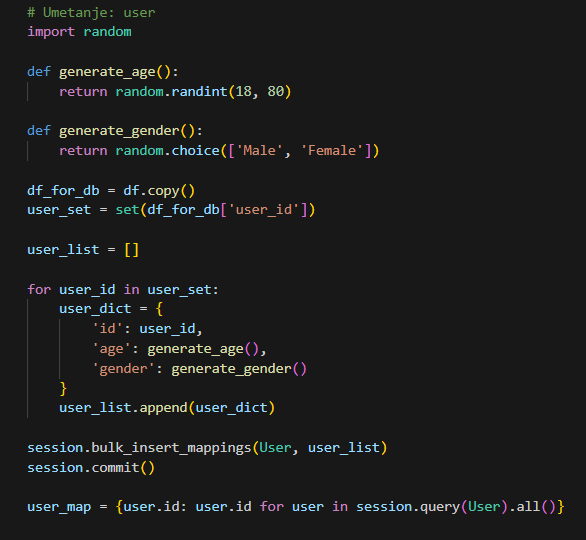 # Umetanje: user
import random
def generate_age():
return random.randint(18, 80)
def generate_gender():
return random.choice(['Male', 'Female'])
df_for_db = df.copy()
user_set = set(df_for_db['user_id'])
user_list = []
for user_id in user_set:
user_dict = {
'id': user_id,
'age': generate_age(),
'gender': generate_gender()
}
user_list.append(user_dict)
session.bulk_insert_mappings(User, user_list)
session.commit()
user_map = {user.id: user.id for user in session.query(User).all()}